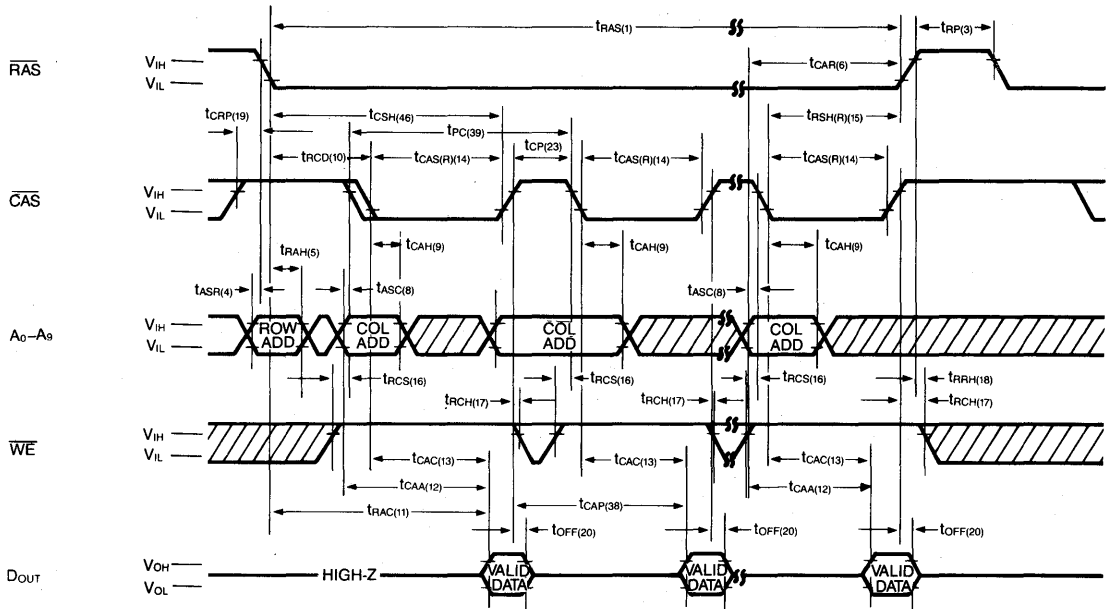 tRAS(1)
tRP(3)
RAS
VIH
VIL
tCAR(6)
tCRP(19)
tCSH(46)
tRSH(R)(15)
tPC(39)
tRCD(10)
tCAS(R)(14)
tCP(23)
tCAS(R)(14)
tCAS(R)(14)
CAS
VIH
VIL
tRAH(5)
tCAH(9)
tCAH(9)
tCAH(9)
tASR(4)
tASC(8)
tASC(8)
A0–A9
VIH
VIL
ROW ADD
COL ADD
COL ADD
COL ADD
tRCS(16)
tRCS(16)
tRCS(16)
tRRH(18)
tRCH(17)
tRCH(17)
tRCH(17)
WE
VIH
VIL
tCAC(13)
tCAC(13)
tCAC(13)
tCAA(12)
tCAA(12)
tRAC(11)
tCAP(38)
tOFF(20)
tOFF(20)
tOFF(20)
DOUT
VOH
VOL
HIGH-Z
VALID DATA
VALID DATA
VALID DATA